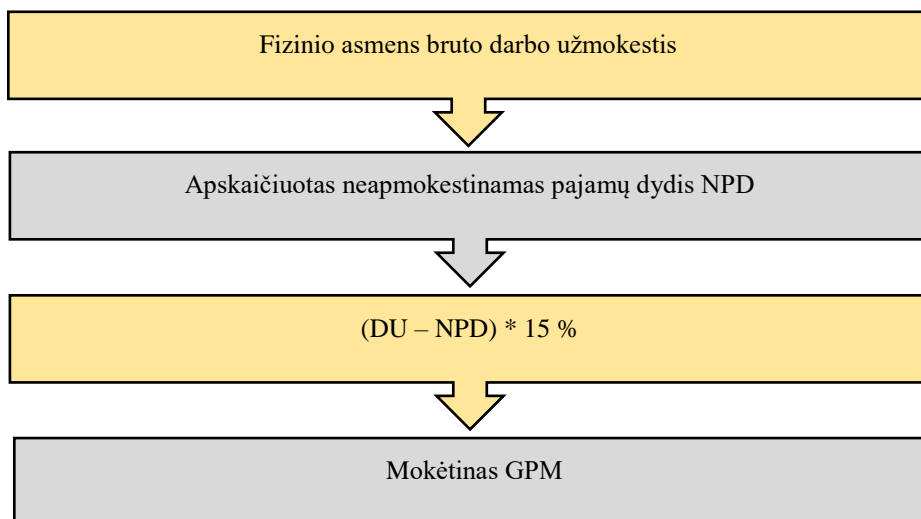 Fizinio asmens bruto darbo užmokestis
Apskaičiuotas neapmokestinamas pajamų dydis NPD
(DU – NPD) * 15 %
Mokėtinas GPM